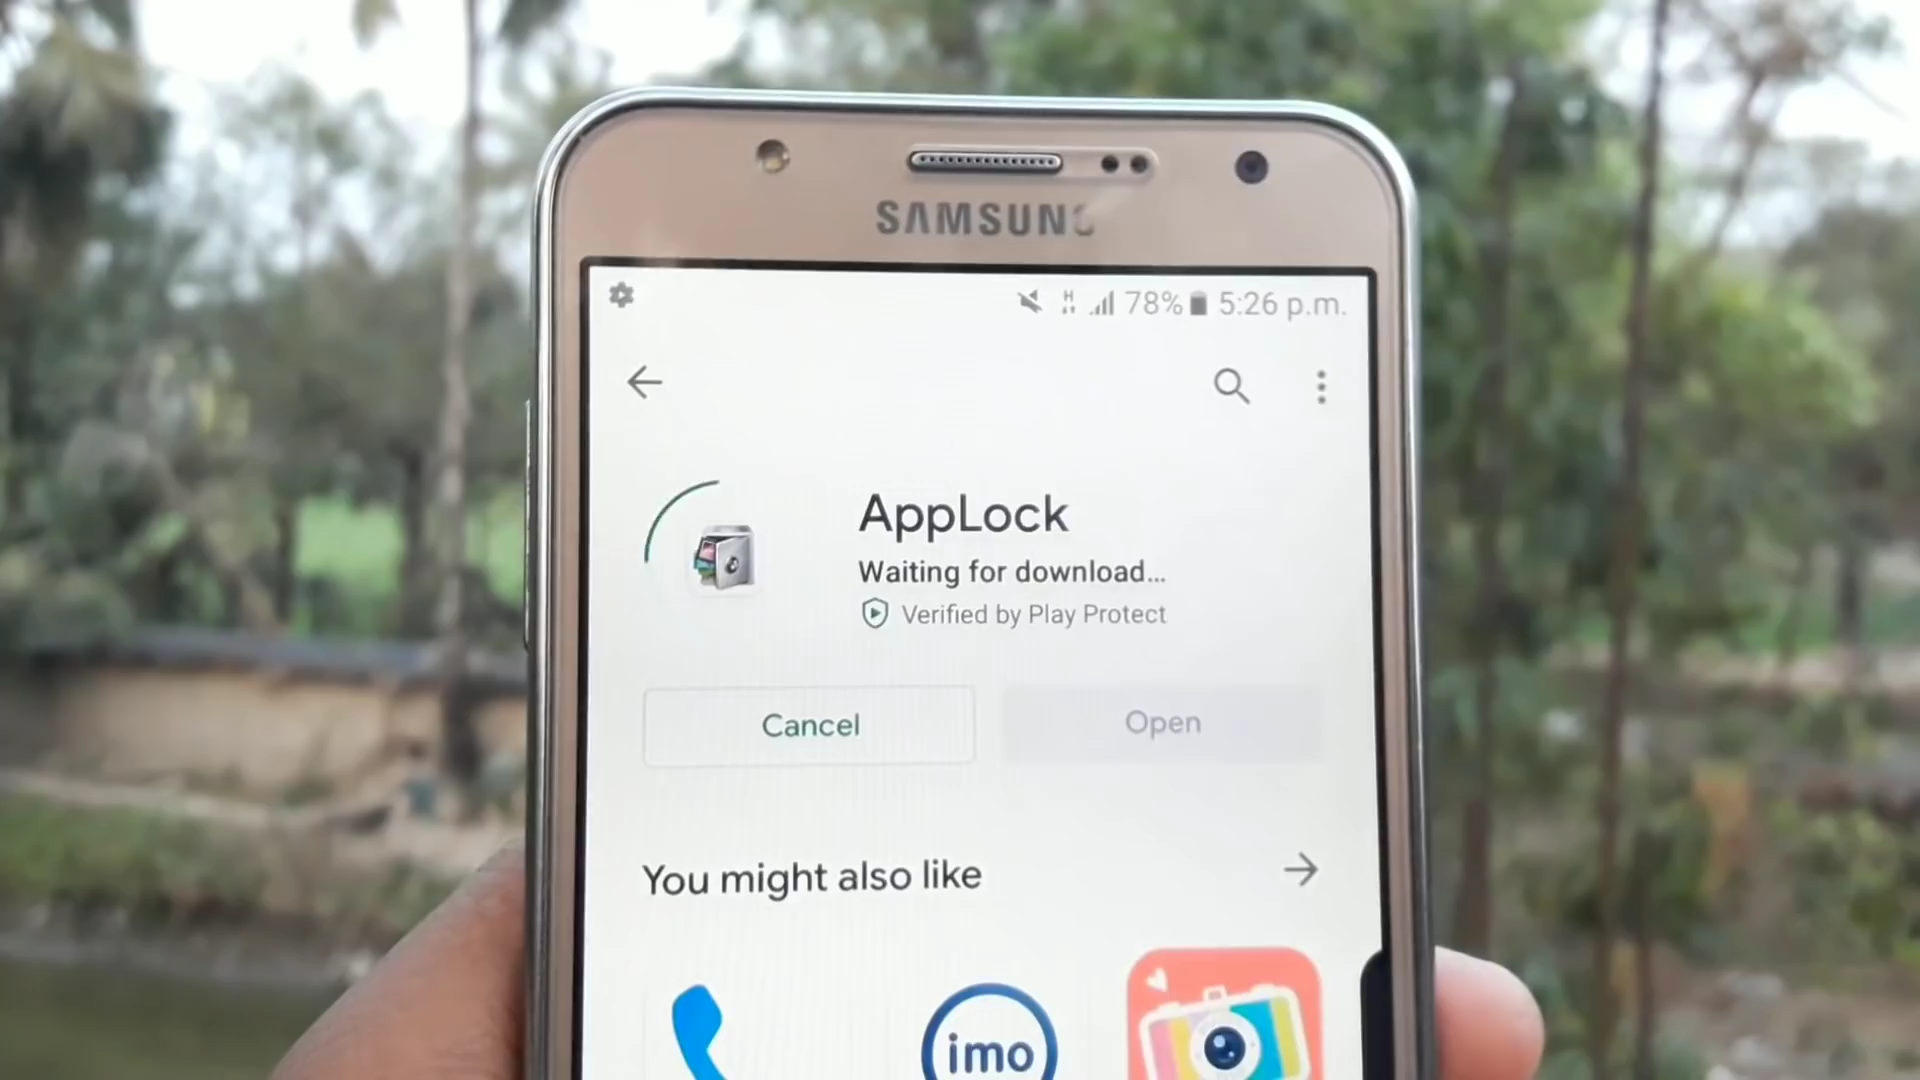 SAMSUNG
H 78% 5:26 p.m.
AppLock
Waiting for download...
Verified by Play Protect
Cancel
Open
You might also like
imo